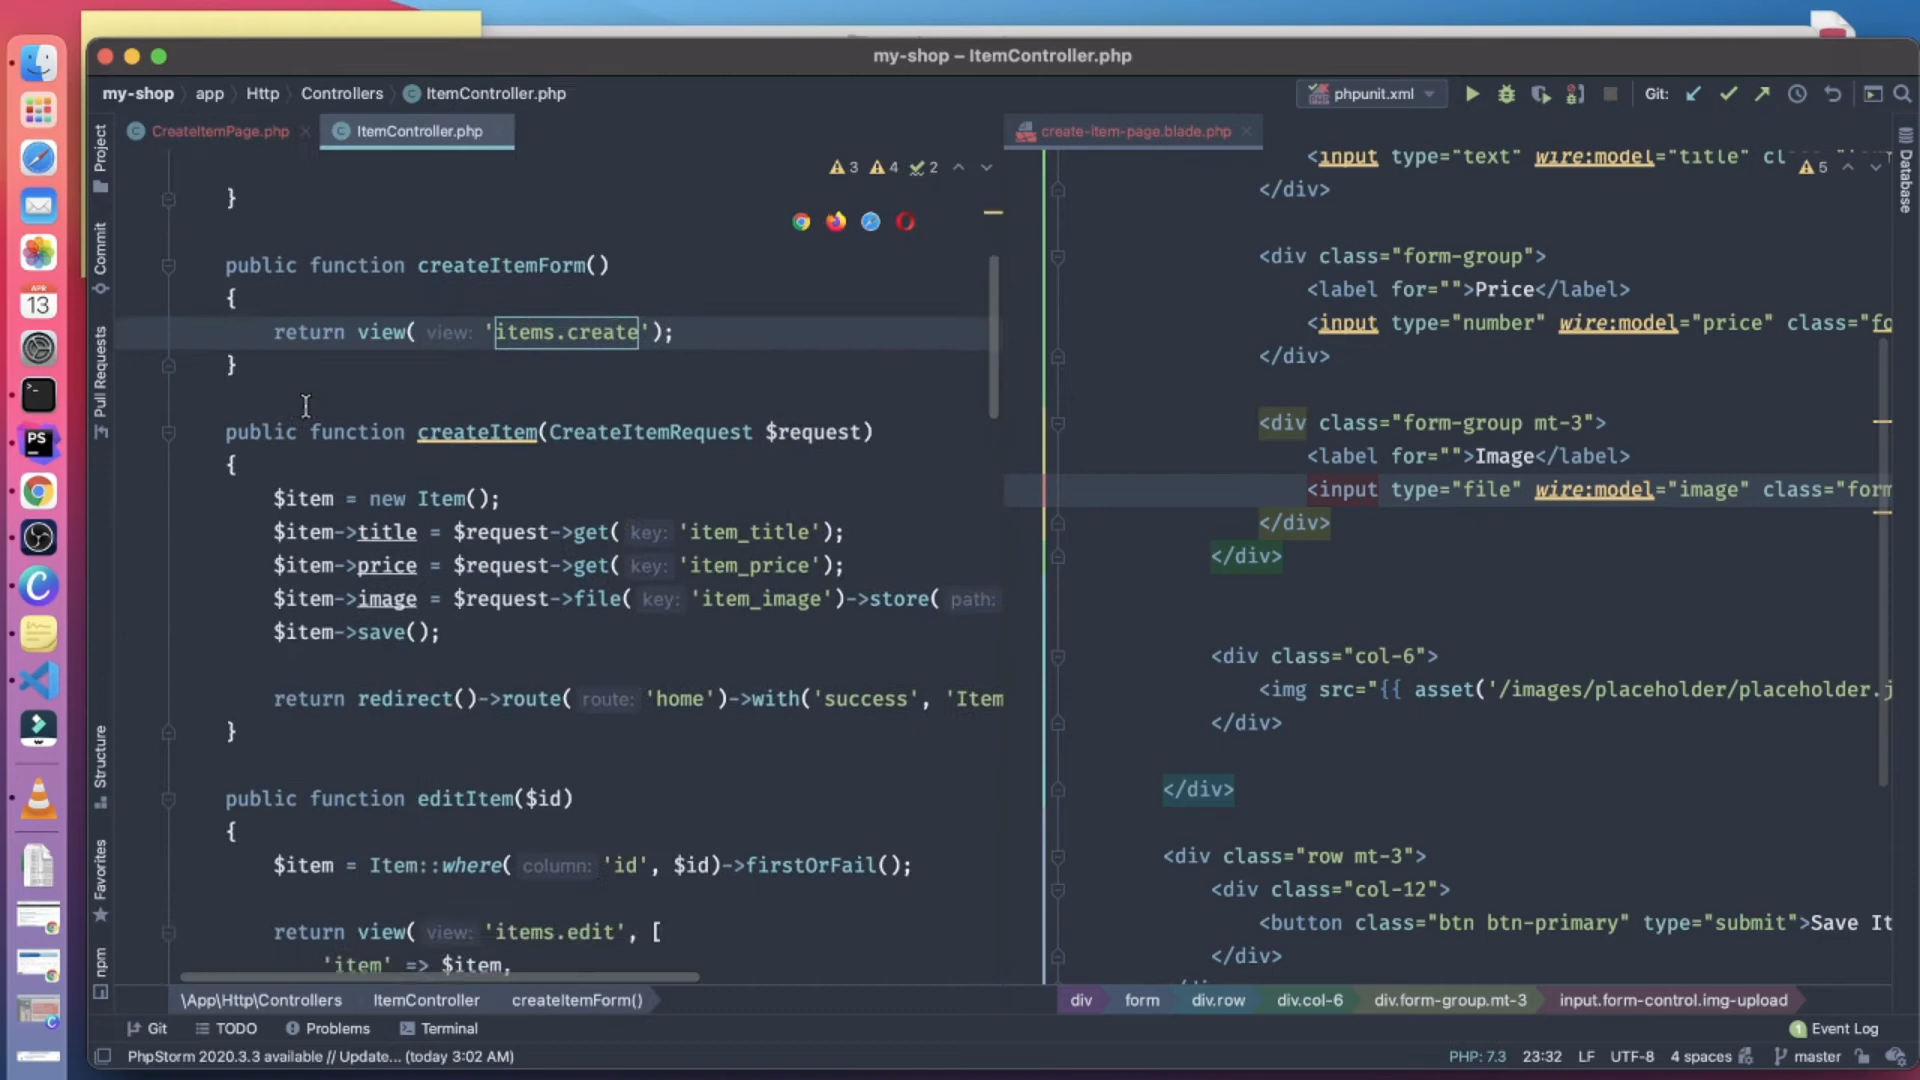 my-shop – ItemController.php
my-shop app Http Controllers ItemController.php
phpunit.xml
Git:
CreateItemPage.php
ItemController.php
3 4 2
}
public function createItemForm()
{
return view( view: 'items.create');
}
public function createItem(CreateItemRequest $request)
{
$item = new Item();
$item->title = $request->get( key: 'item_title');
$item->price = $request->get( key: 'item_price');
$item->image = $request->file( key: 'item_image')->store( path:
$item->save();
return redirect()->route( route: 'home')->with('success', 'Item
}
public function editItem($id)
{
$item = Item::where( column: 'id', $id)->firstOrFail();
return view( view: 'items.edit', [
'item' => $item,
\App\Http\Controllers ItemController createItemForm()
create-item-page.blade.php
5
<input type="text" wire:model="title" cl
</div>
<div class="form-group">
<label for="">Price</label>
<input type="number" wire:model="price" class="fo
</div>
<div class="form-group mt-3">
<label for="">Image</label>
<input type="file" wire:model="image" class="form
</div>
</div>
<div class="col-6">
<img src="{{ asset('/images/placeholder/placeholder.j
</div>
</div>
<div class="row mt-3">
<div class="col-12">
<button class="btn btn-primary" type="submit">Save It
</div>
div form div.row div.col-6 div.form-group.mt-3 input.form-control.img-upload
Project
Commit
Pull Requests
Structure
Favorites
npm
Database
APR
13
PS
Git TODO Problems Terminal
1 Event Log
PhpStorm 2020.3.3 available // Update... (today 3:02 AM)
PHP: 7.3 23:32 LF UTF-8 4 spaces master